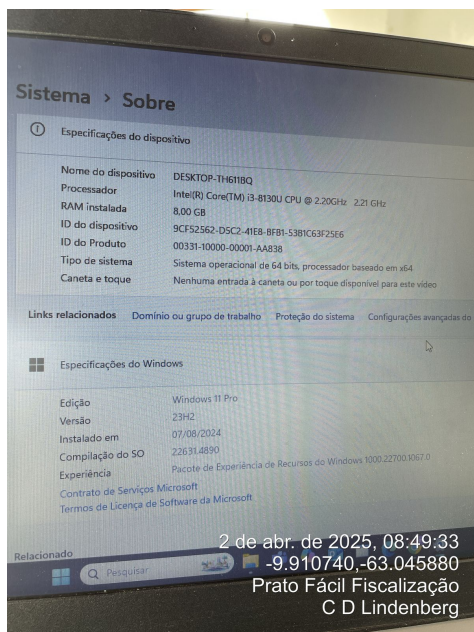 Sistema > Sobre
Especificações do dispositivo
Nome do dispositivo DESKTOP-TH611BQ
Processador Intel(R) Core(TM) i3-8130U CPU @ 2.20GHz 2.21 GHz
RAM instalada 8,00 GB
ID do dispositivo 9CF52562-D5C2-41E8-BFB1-53B1C63F25E6
ID do Produto 00331-10000-00001-AA838
Tipo de sistema Sistema operacional de 64 bits, processador baseado em x64
Caneta e toque Nenhuma entrada à caneta ou por toque disponível para este vídeo
Links relacionados Domínio ou grupo de trabalho Proteção do sistema Configurações avançadas do
Especificações do Windows
Edição Windows 11 Pro
Versão 23H2
Instalado em 07/08/2024
Compilação do SO 22631.4890
Experiência Pacote de Experiência de Recursos do Windows 1000.22700.1067.0
Contrato de Serviços Microsoft
Termos de Licença de Software da Microsoft
Relacionado
Pesquisar
2 de abr. de 2025, 08:49:33
-9.910740,-63.045880
Prato Fácil Fiscalização
C D Lindenberg